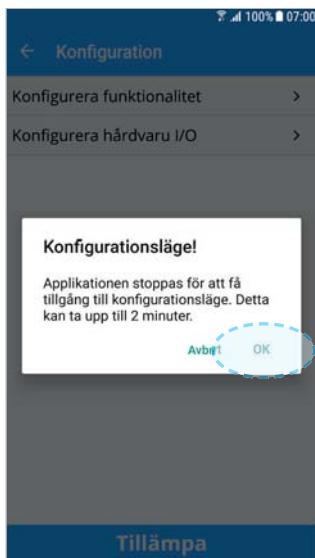 100% 07:00
← Konfiguration
Konfigurera funktionalitet >
Konfigurera hårdvaru I/O >
Konfigurationsläge!
Applikationen stoppas för att få
tillgång till konfigurationsläge. Detta
kan ta upp till 2 minuter.
Avbryt OK
Tillämpa